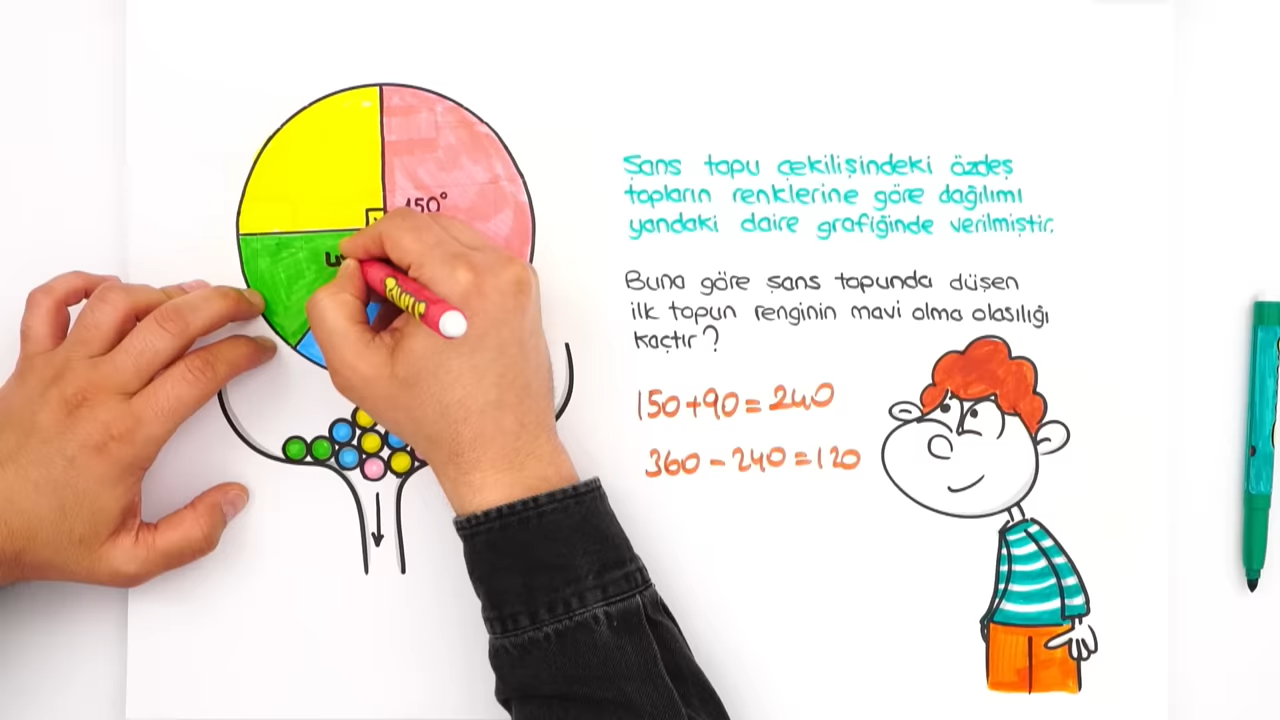 150°
Şans topu çekilişindeki özdeş
topların renklerine göre dağılımı
yandaki daire grafiğinde verilmiştir.
Buna göre şans topunda düşen
ilk topun renginin mavi olma olasılığı
kaçtır?
150+90=240
360-240=120